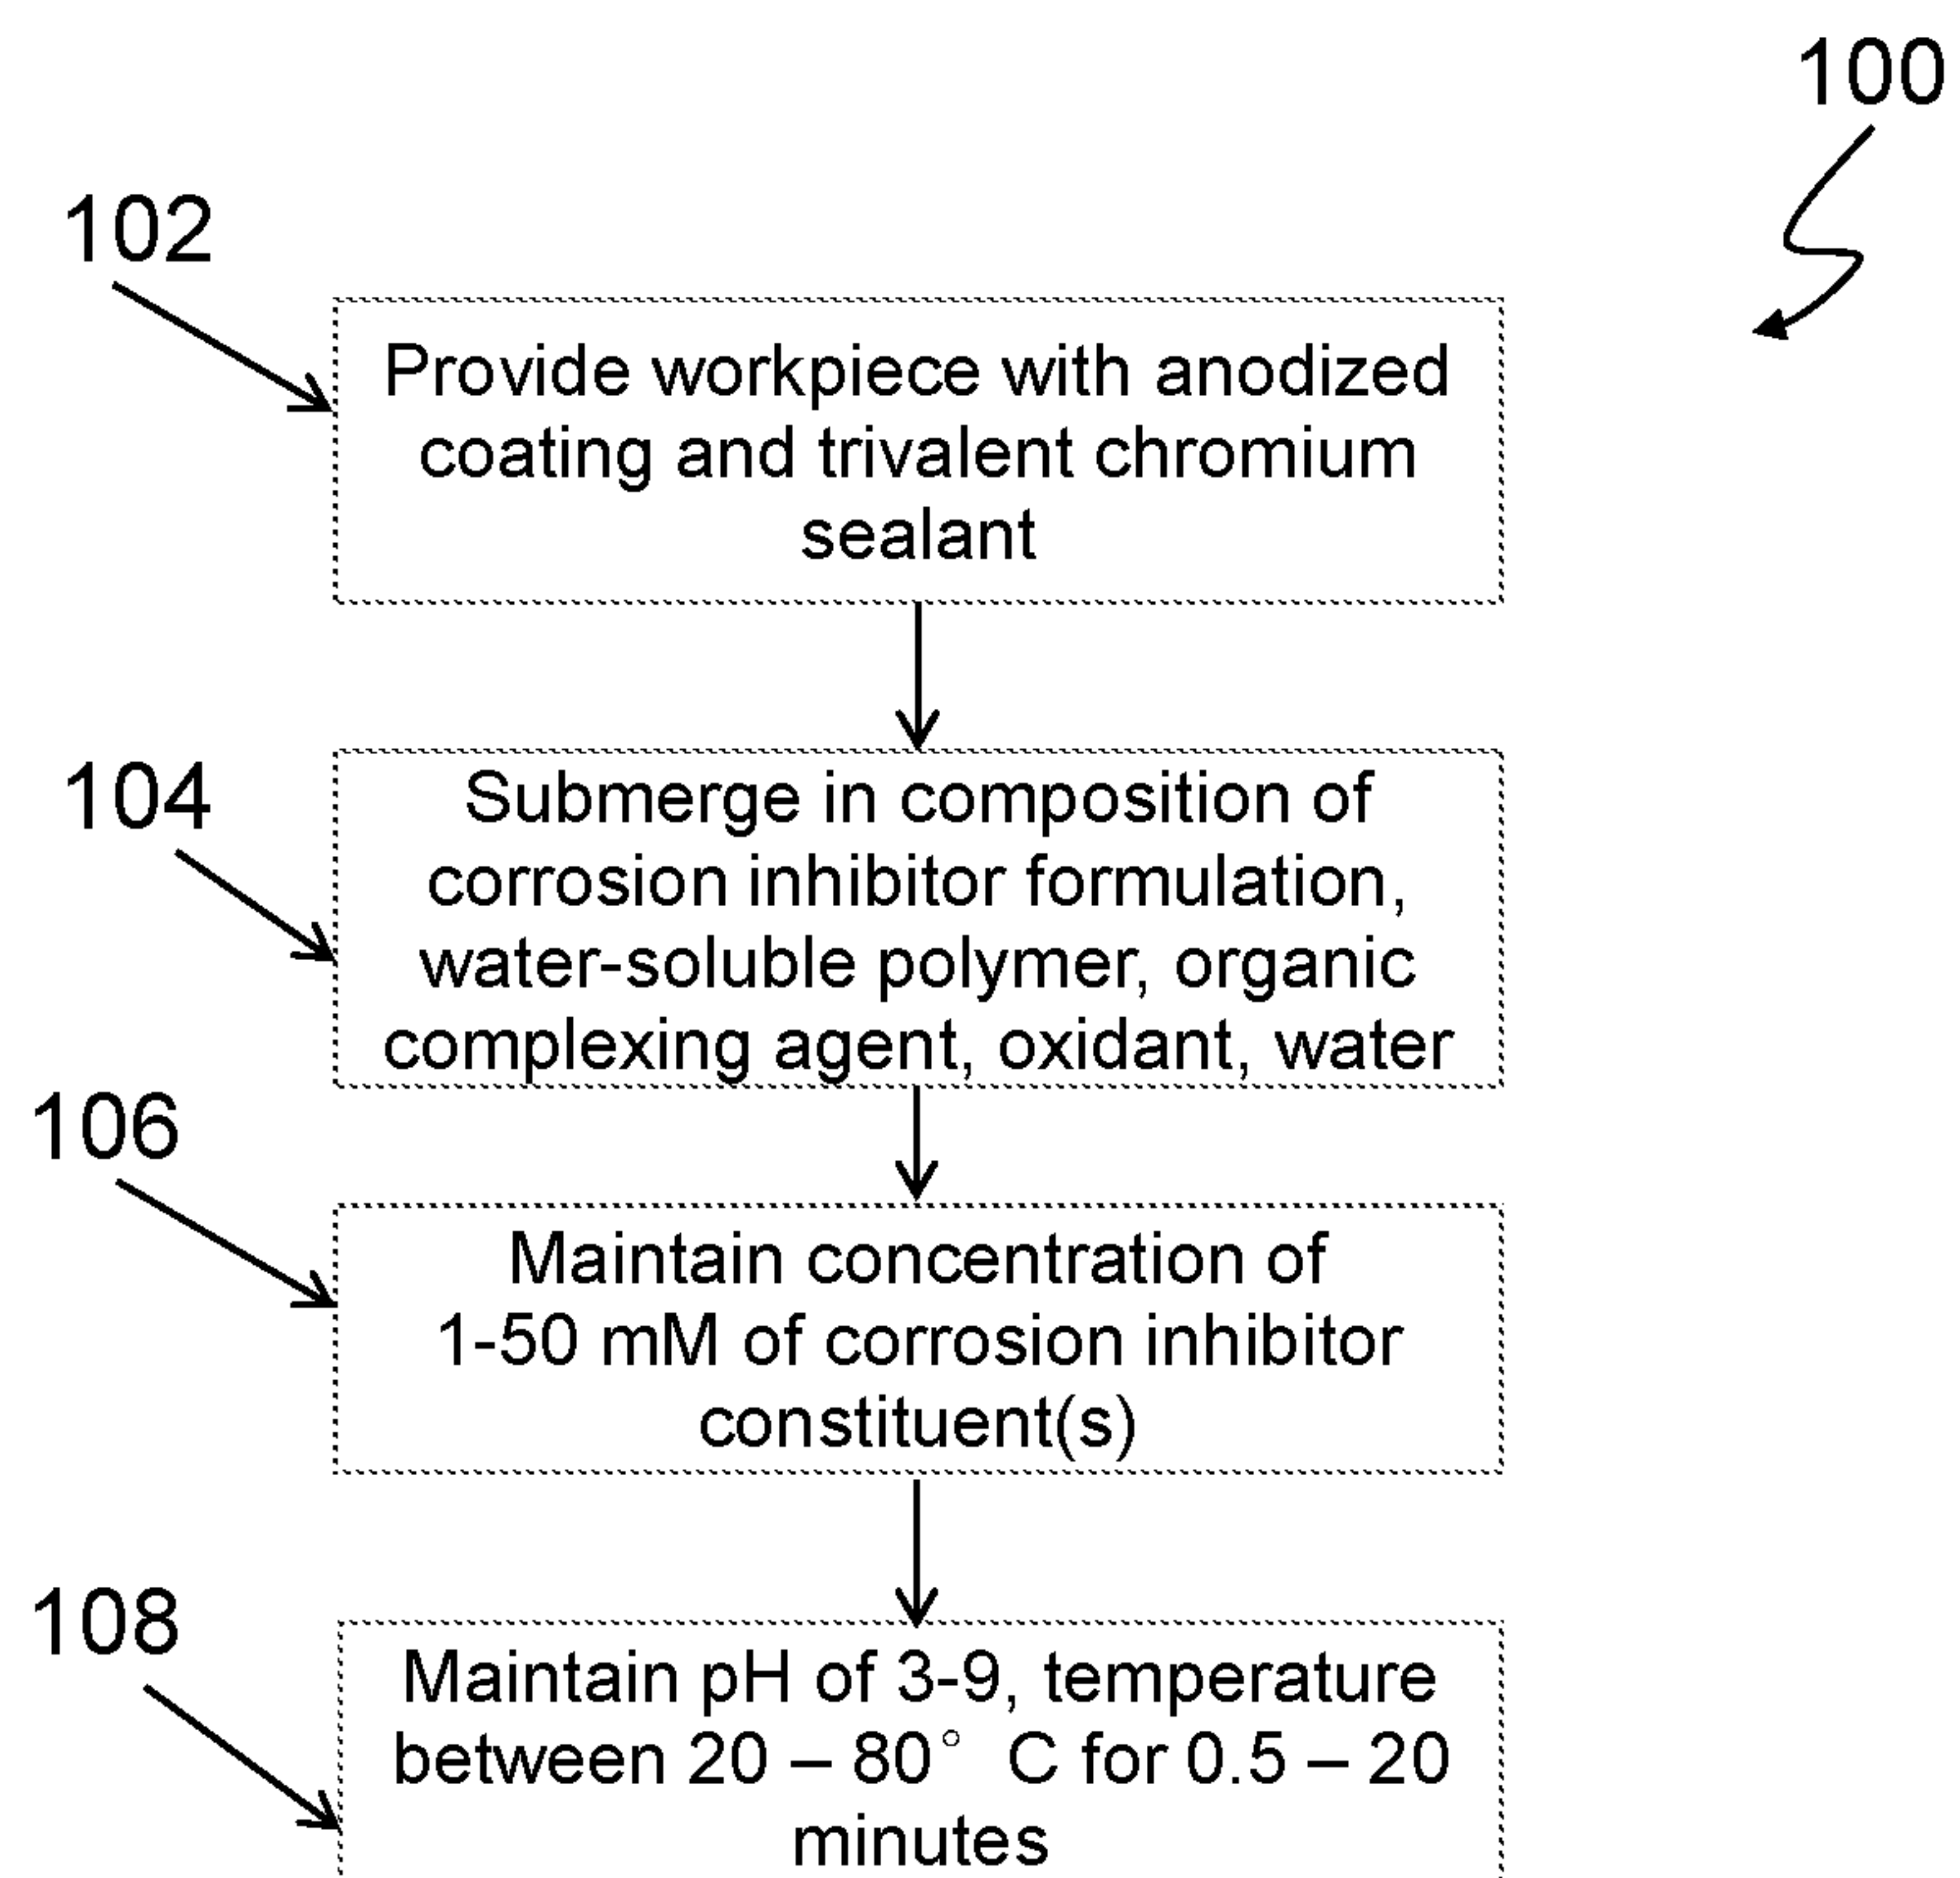 100
102
Provide workpiece with anodized
coating and trivalent chromium
sealant
104
Submerge in composition of
corrosion inhibitor formulation,
water-soluble polymer, organic
complexing agent, oxidant, water
106
Maintain concentration of
1-50 mM of corrosion inhibitor
constituent(s)
108
Maintain pH of 3-9, temperature
between 20 – 80° C for 0.5 – 20
minutes